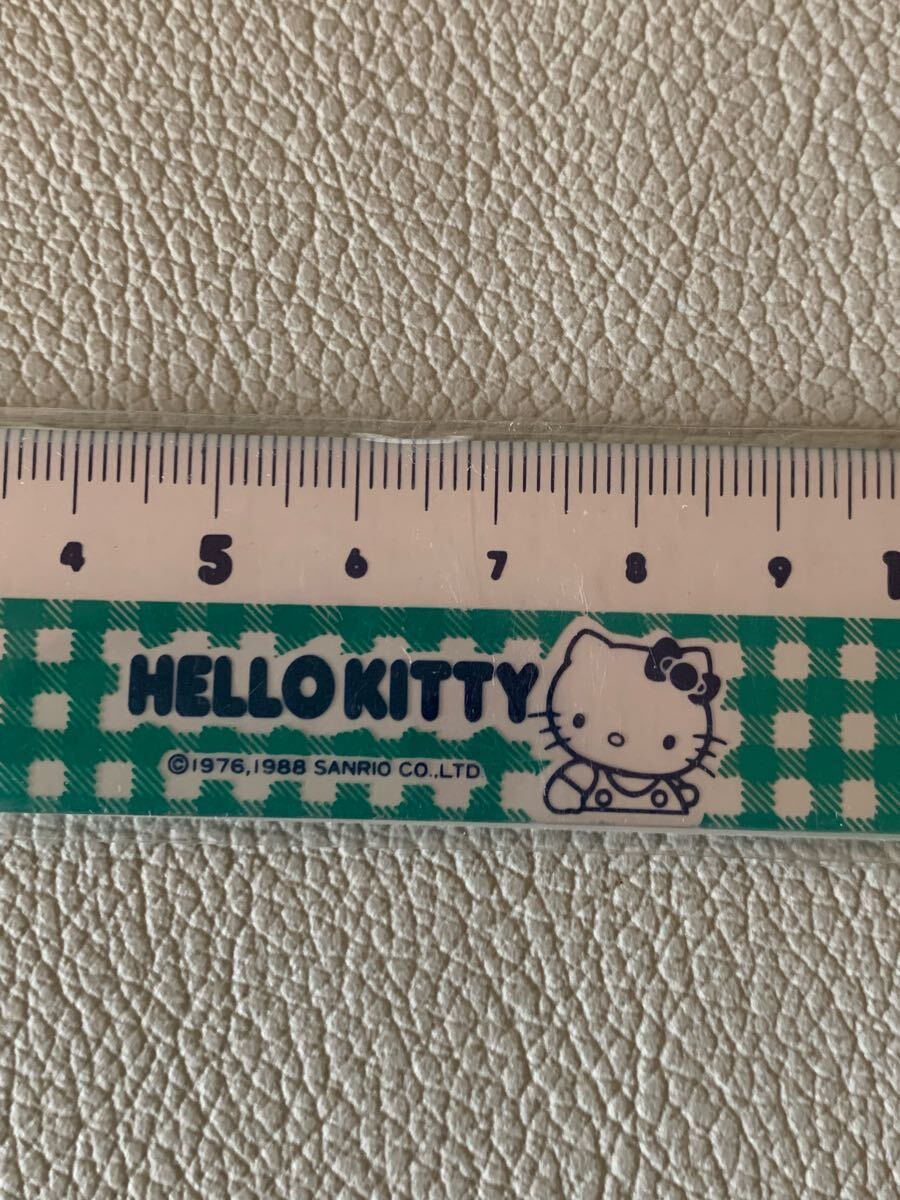 4 5 6 7 8 9 1
HELLO KITTY
©1976,1988 SANRIO CO.,LTD